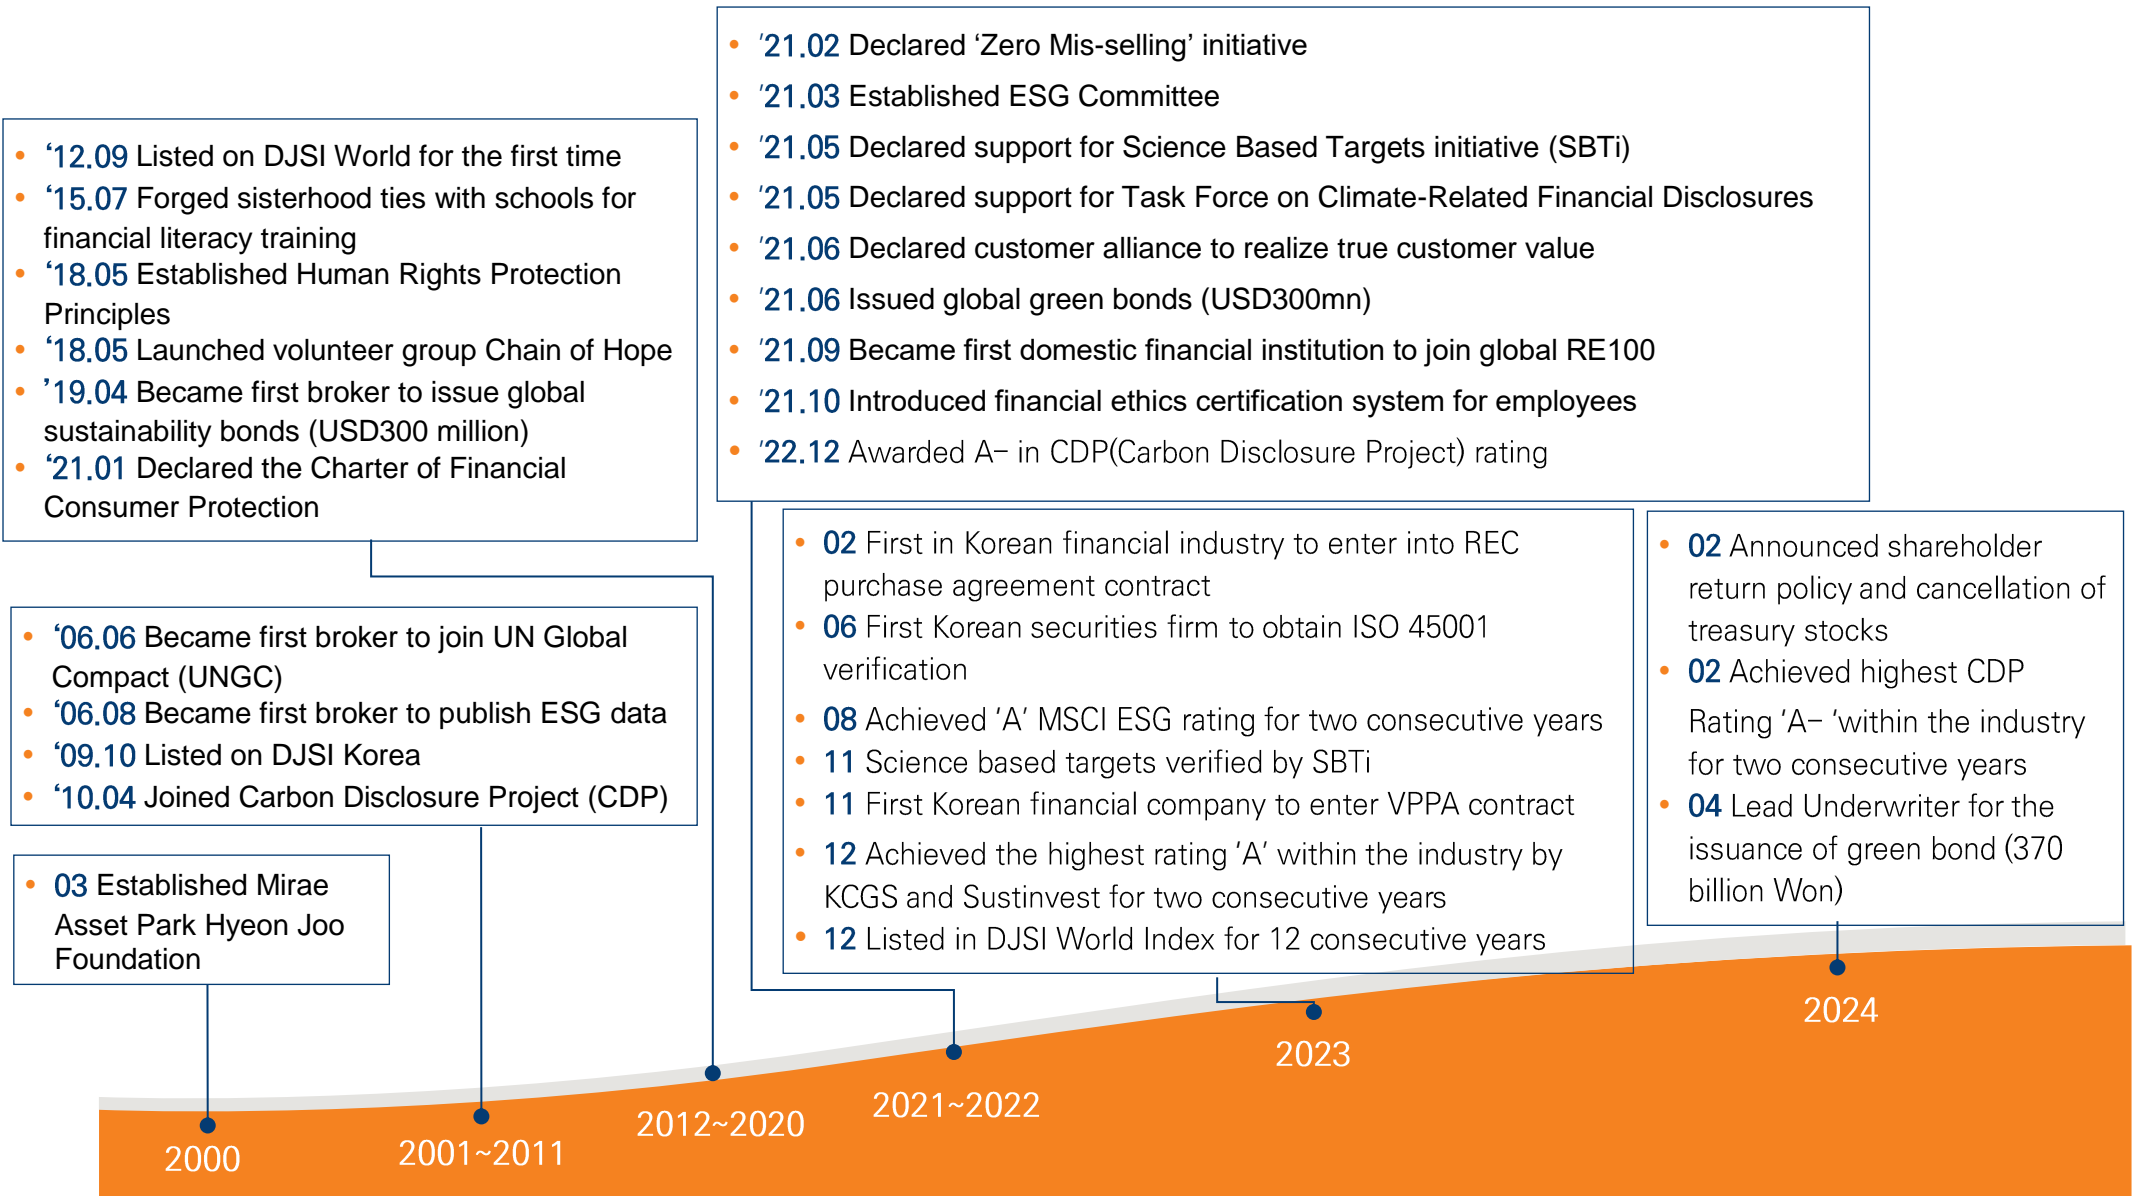 '21.02 Declared ‘Zero Mis-selling’ initiative
'21.03 Established ESG Committee
'21.05 Declared support for Science Based Targets initiative (SBTi)
'21.05 Declared support for Task Force on Climate-Related Financial Disclosures
'21.06 Declared customer alliance to realize true customer value
'21.06 Issued global green bonds (USD300mn)
'21.09 Became first domestic financial institution to join global RE100
'21.10 Introduced financial ethics certification system for employees
'22.12 Awarded A– in CDP(Carbon Disclosure Project) rating
‘12.09 Listed on DJSI World for the first time
‘15.07 Forged sisterhood ties with schools for
financial literacy training
‘18.05 Established Human Rights Protection
Principles
‘18.05 Launched volunteer group Chain of Hope
’19.04 Became first broker to issue global
sustainability bonds (USD300 million)
‘21.01 Declared the Charter of Financial
Consumer Protection
‘06.06 Became first broker to join UN Global
Compact (UNGC)
‘06.08 Became first broker to publish ESG data
‘09.10 Listed on DJSI Korea
‘10.04 Joined Carbon Disclosure Project (CDP)
03 Established Mirae
Asset Park Hyeon Joo
Foundation
02 First in Korean financial industry to enter into REC
purchase agreement contract
06 First Korean securities firm to obtain ISO 45001
verification
08 Achieved 'A' MSCI ESG rating for two consecutive years
11 Science based targets verified by SBTi
11 First Korean financial company to enter VPPA contract
12 Achieved the highest rating 'A' within the industry by
KCGS and Sustinvest for two consecutive years
12 Listed in DJSI World Index for 12 consecutive years
02 Announced shareholder
return policy and cancellation of
treasury stocks
02 Achieved highest CDP
Rating 'A– 'within the industry
for two consecutive years
04 Lead Underwriter for the
issuance of green bond (370
billion Won)
2000
2001~2011
2012~2020
2021~2022
2023
2024